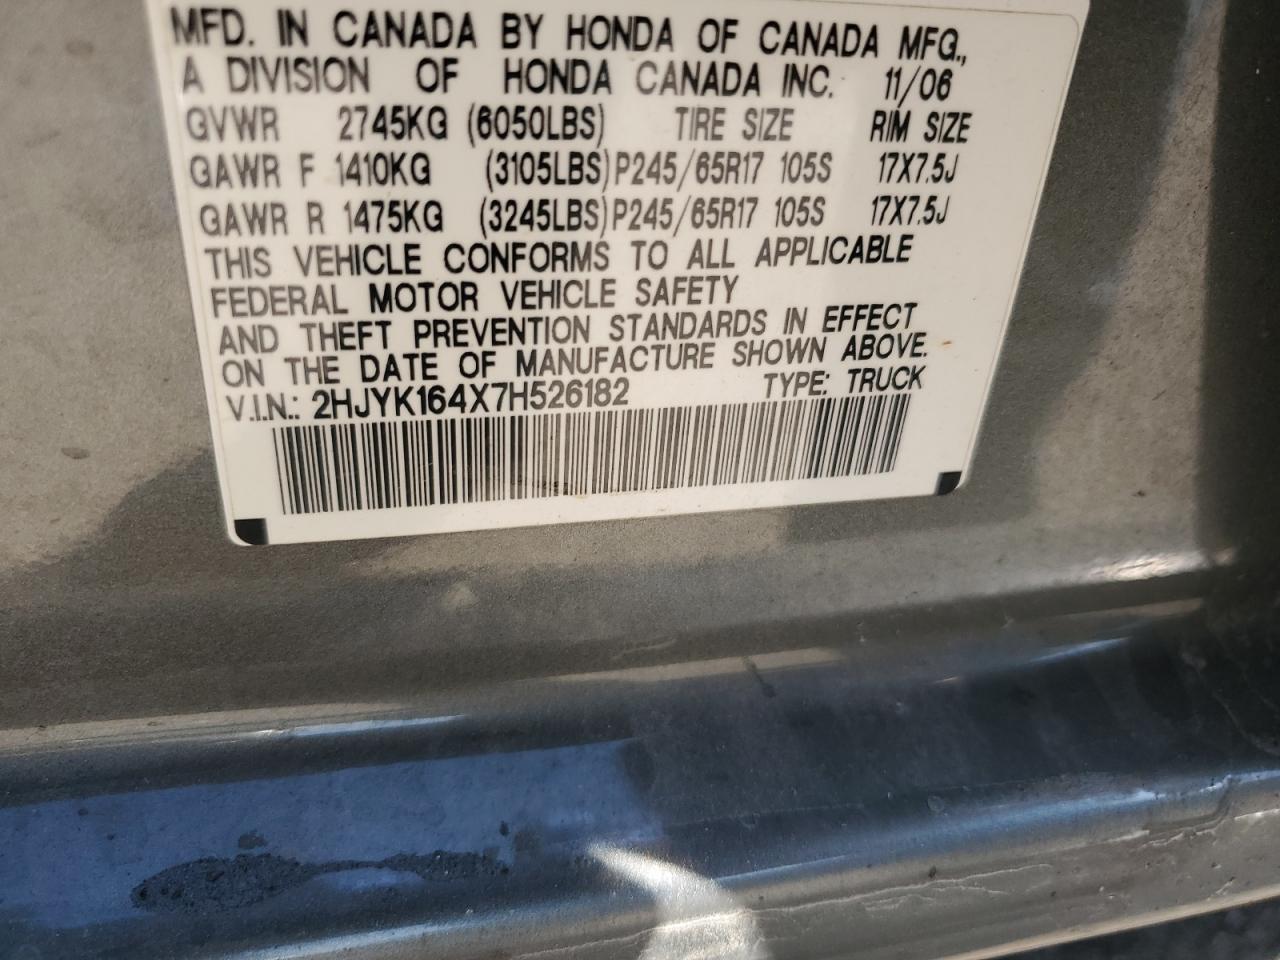 MFD. IN CANADA BY HONDA OF CANADA MFG.,
A DIVISION OF HONDA CANADA INC. 11/06
GVWR 2745KG (6050LBS) TIRE SIZE RIM SIZE
GAWR F 1410KG (3105LBS) P245/65R17 105S 17X7.5J
GAWR R 1475KG (3245LBS) P245/65R17 105S 17X7.5J
THIS VEHICLE CONFORMS TO ALL APPLICABLE
FEDERAL MOTOR VEHICLE SAFETY
AND THEFT PREVENTION STANDARDS IN EFFECT
ON THE DATE OF MANUFACTURE SHOWN ABOVE.
V.I.N.: 2HJYK164X7H526182 TYPE: TRUCK